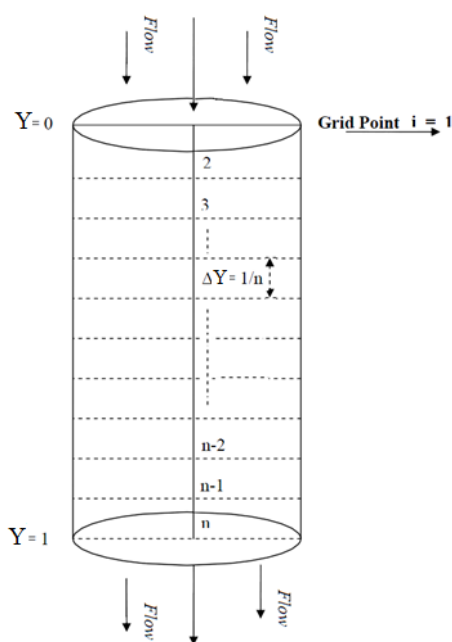 Flow
Flow
Y= 0
Grid Point i = 1
2
3
ΔY= 1/n
n-2
n-1
n
Y= 1
Flow
Flow